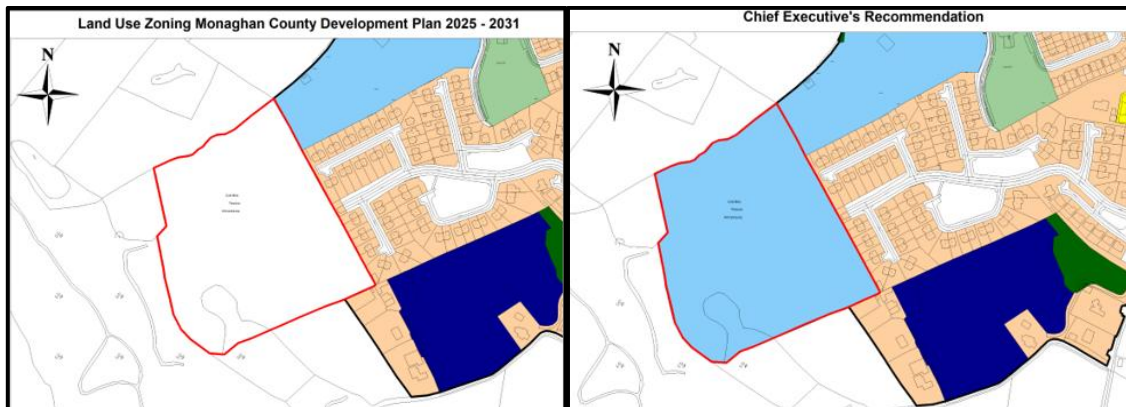 Land Use Zoning Monaghan County Development Plan 2025 - 2031
N
Chief Executive's Recommendation
N